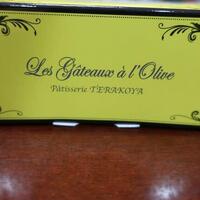 Les Gâteaux à l'Olive
Pâtisserie TERAKOYA